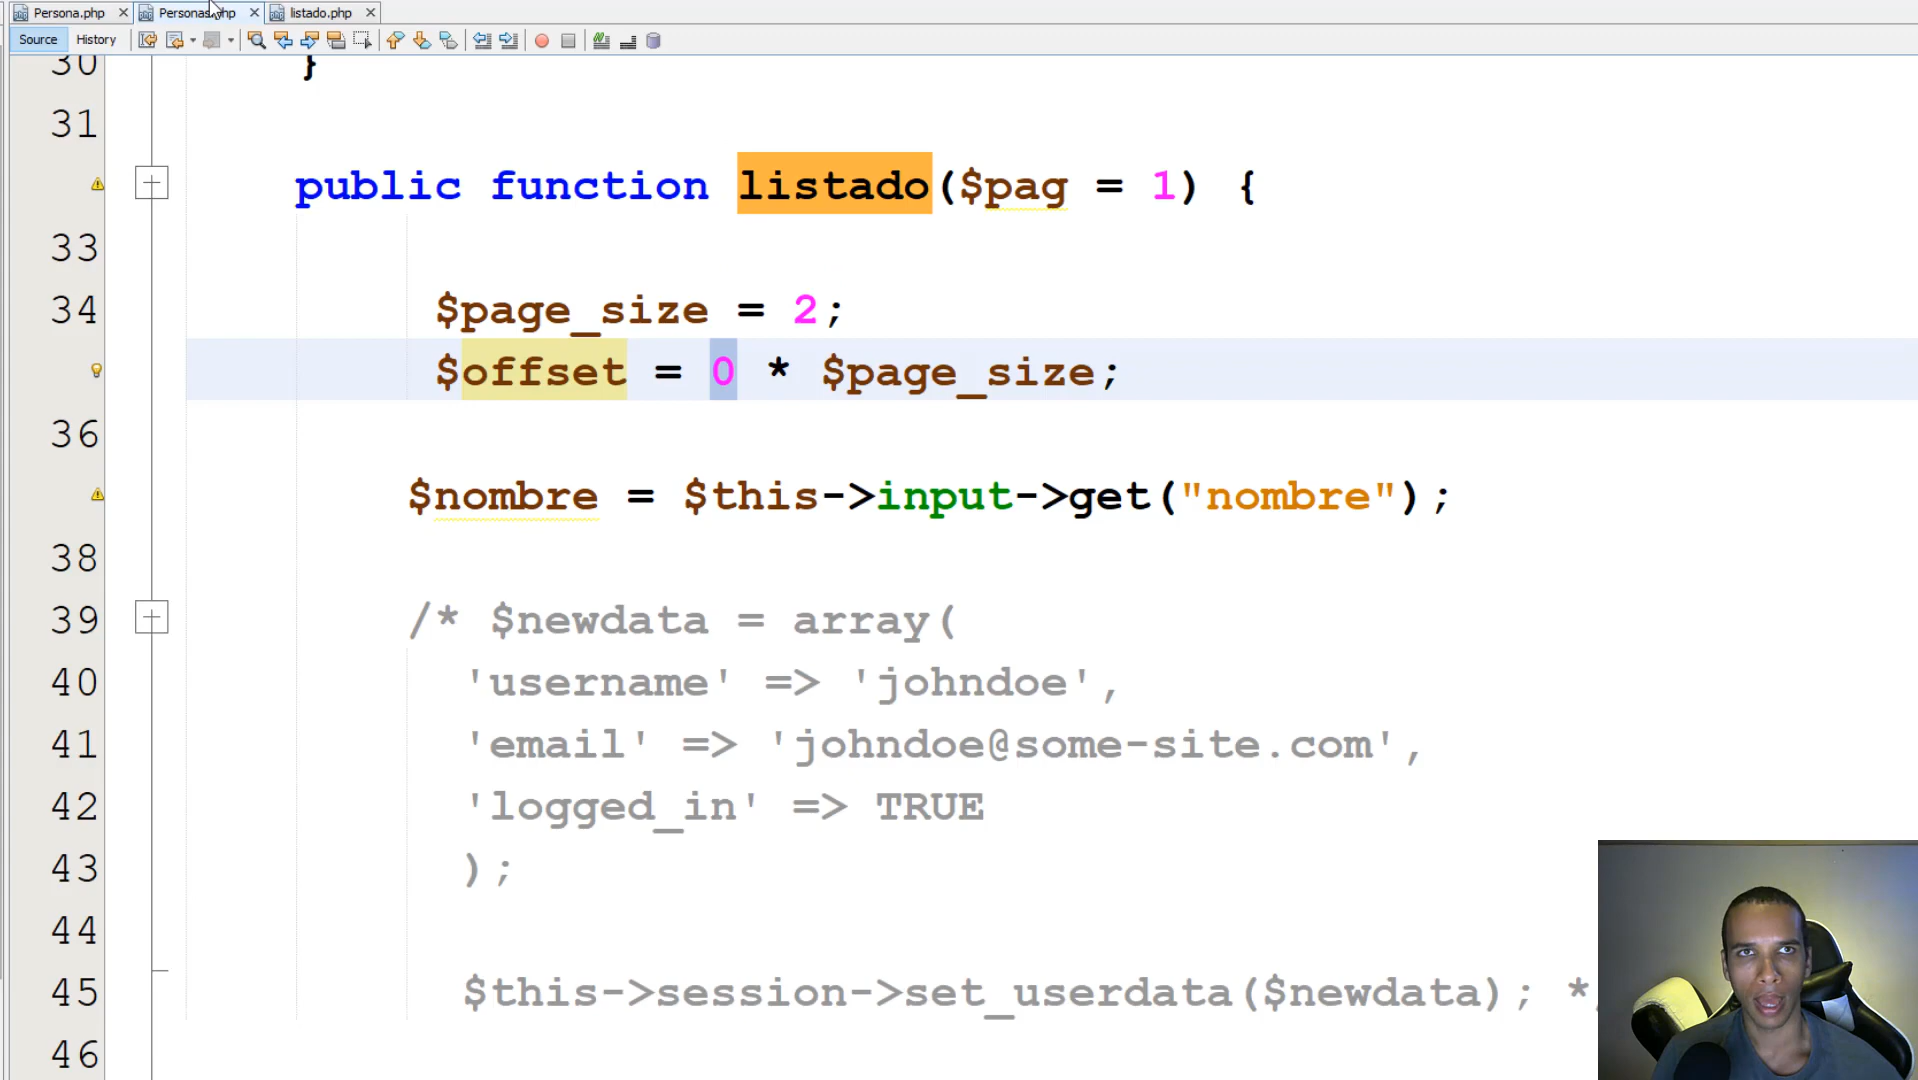 Persona.php Personas.php listado.php
Source History
30 }
31
public function listado($pag = 1) {
33
34 $page_size = 2;
$offset = 0 * $page_size;
36
$nombre = $this->input->get("nombre");
38
39 /* $newdata = array(
40 'username' => 'johndoe',
41 'email' => 'johndoe@some-site.com',
42 'logged_in' => TRUE
43 );
44
45 $this->session->set_userdata($newdata); *
46